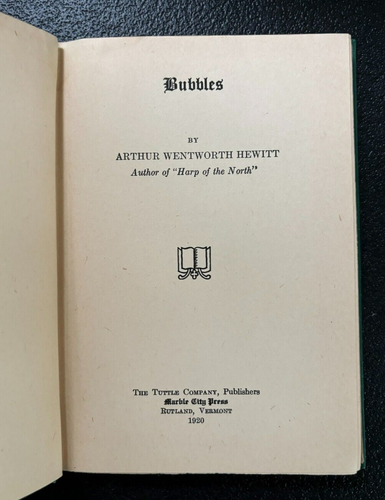 Bubbles
BY
ARTHUR WENTWORTH HEWITT
Author of "Harp of the North"
THE TUTTLE COMPANY, Publishers
Marble City Press
RUTLAND, VERMONT
1920